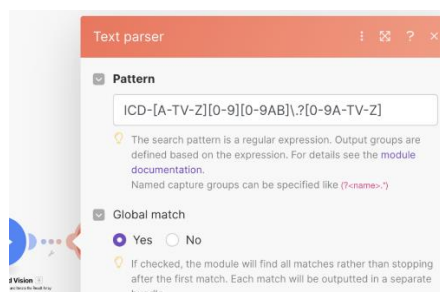 Text parser
?
Pattern
ICD-[A-TV-Z][0-9][0-9AB]\.?[0-9A-TV-Z]
The search pattern is a regular expression. Output groups are
defined based on the expression. For details see the module
documentation.
Named capture groups can be specified like (?<name>.*)
Global match
Yes No
If checked, the module will find all matches rather than stopping
after the first match. Each match will be outputted in a separate
d Vision